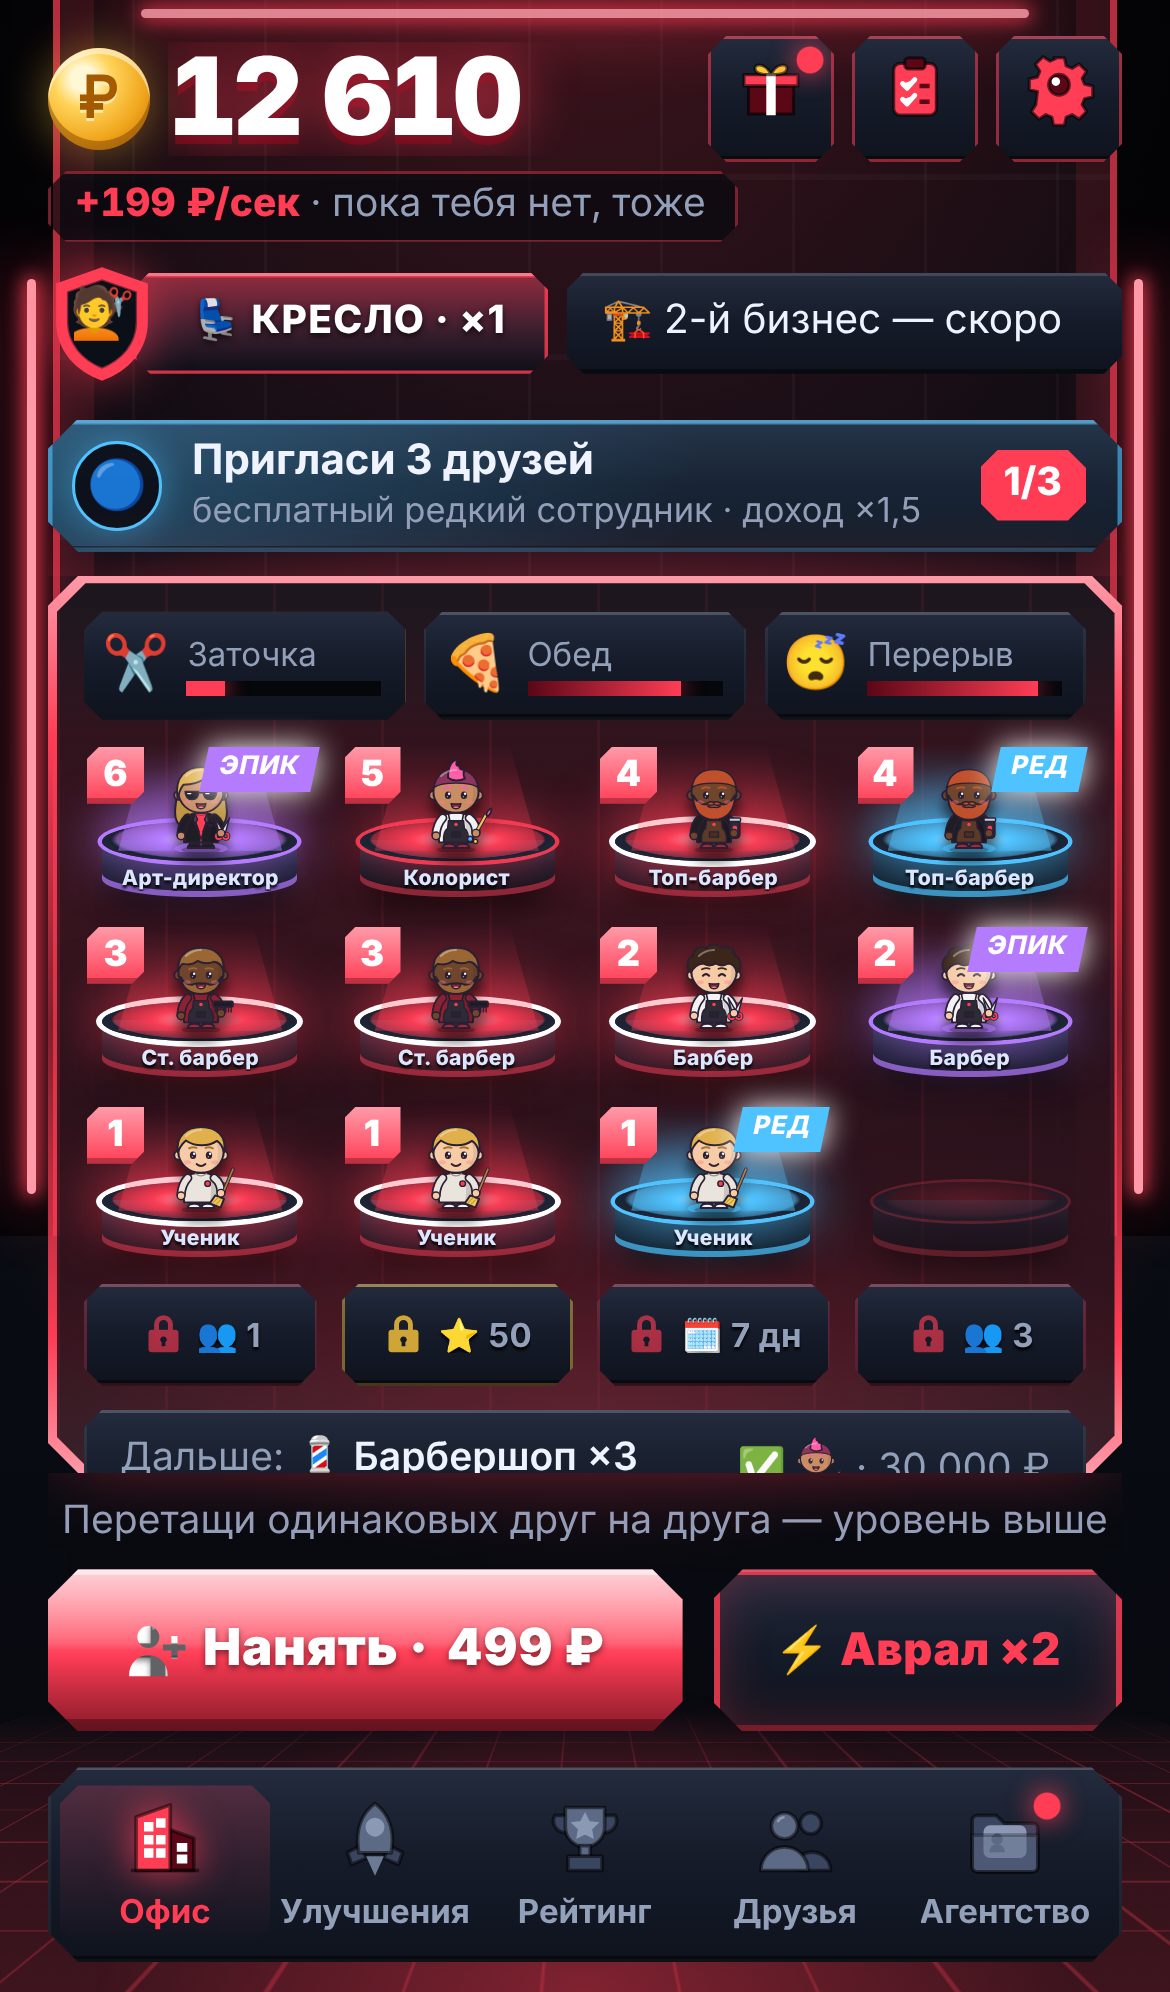 ₽ 12 610
+199 ₽/сек · пока тебя нет, тоже
КРЕСЛО · ×1
2-й бизнес — скоро
Пригласи 3 друзей
бесплатный редкий сотрудник · доход ×1,5
1/3
Заточка Обед Перерыв
6 ЭПИК 5 4 4 РЕД
Арт-директор Колорист Топ-барбер Топ-барбер
3 3 2 2 ЭПИК
Ст. барбер Ст. барбер Барбер Барбер
1 1 1 РЕД
Ученик Ученик Ученик
1 50 7 дн 3
Дальше: Барбершоп ×3 · 30 000 ₽
Перетащи одинаковых друг на друга — уровень выше
Нанять · 499 ₽
Аврал ×2
Офис Улучшения Рейтинг Друзья Агентство